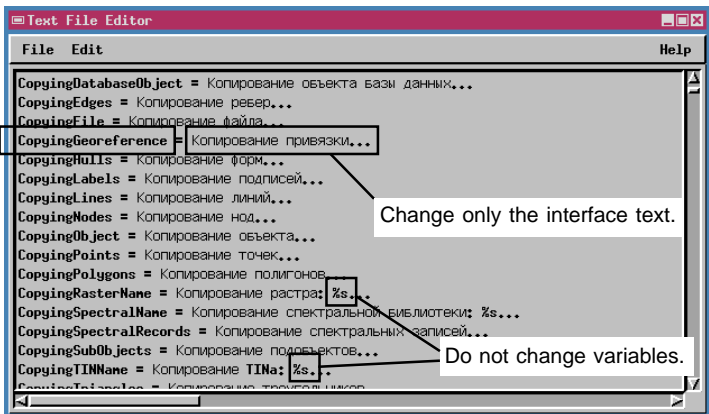 Text File Editor
File Edit Help
CopyingDatabaseObject = Копирование объекта базы данных...
CopyingEdges = Копирование ребер...
CopyingFile = Копирование файла...
CopyingGeoreference = Копирование привязки...
CopyingHulls = Копирование форм...
CopyingLabels = Копирование подписей...
CopyingLines = Копирование линий...
CopyingNodes = Копирование нод...
Change only the interface text.
CopyingObject = Копирование объекта...
CopyingPoints = Копирование точек...
CopyingPolygons = Копирование полигонов...
CopyingRasterName = Копирование растра: %s...
CopyingSpectralName = Копирование спектральной библиотеки: %s...
CopyingSpectralRecords = Копирование спектральных записей...
CopyingSubObjects = Копирование подобъектов...
Do not change variables.
CopyingTINName = Копирование TINа: %s...
CopyingTriangles = Копирование треугольников